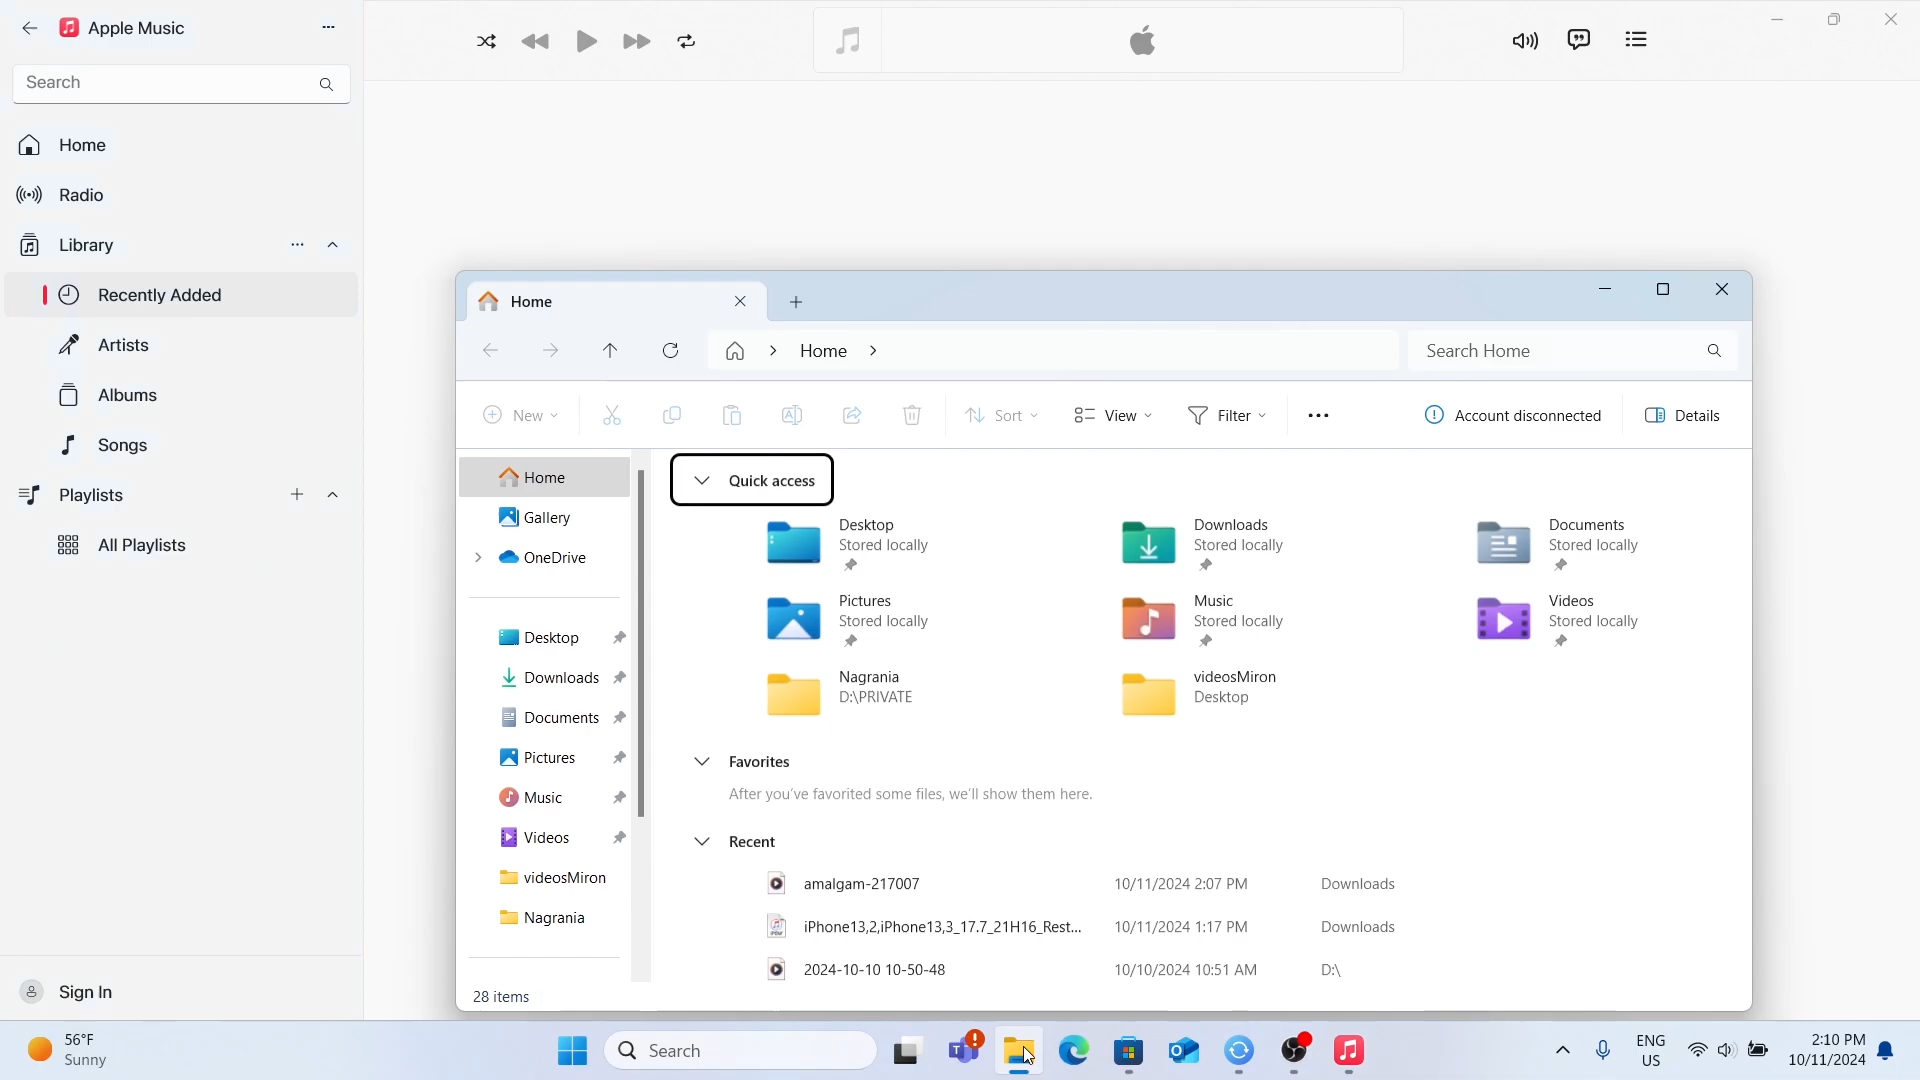 Apple Music
Search
Home
Radio
Library
Recently Added
Artists
Albums
Songs
Playlists
All Playlists
Sign In
Home
Home
Search Home
New
Sort
View
Filter
Account disconnected
Details
Home
Gallery
OneDrive
Desktop
Downloads
Documents
Pictures
Music
Videos
videosMiron
Nagrania
28 items
Quick access
Desktop
Stored locally
Downloads
Stored locally
Documents
Stored locally
Pictures
Stored locally
Music
Stored locally
Videos
Stored locally
Nagrania
D:\PRIVATE
videosMiron
Desktop
Favorites
After you've favorited some files, we'll show them here.
Recent
amalgam-217007 10/11/2024 2:07 PM Downloads
iPhone13,2,iPhone13,3_17.7_21H16_Rest... 10/11/2024 1:17 PM Downloads
2024-10-10 10-50-48 10/10/2024 10:51 AM D:\
56°F
Sunny
Search
ENG
US
2:10 PM
10/11/2024